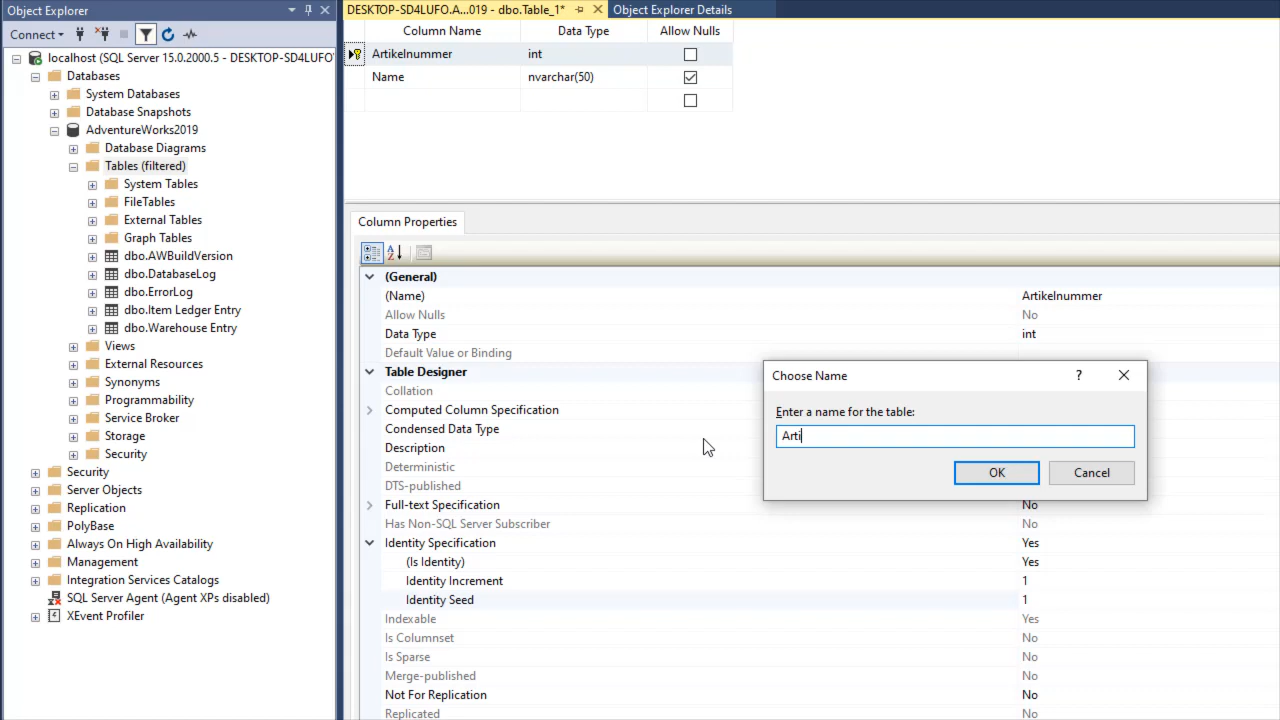 Object Explorer
Connect
localhost (SQL Server 15.0.2000.5 - DESKTOP-SD4LUFO
Databases
System Databases
Database Snapshots
AdventureWorks2019
Database Diagrams
Tables (filtered)
System Tables
FileTables
External Tables
Graph Tables
dbo.AWBuildVersion
dbo.DatabaseLog
dbo.ErrorLog
dbo.Item Ledger Entry
dbo.Warehouse Entry
Views
External Resources
Synonyms
Programmability
Service Broker
Storage
Security
Security
Server Objects
Replication
PolyBase
Always On High Availability
Management
Integration Services Catalogs
SQL Server Agent (Agent XPs disabled)
XEvent Profiler
DESKTOP-SD4LUFO.A...019 - dbo.Table_1* Object Explorer Details
Column Name Data Type Allow Nulls
Artikelnummer int
Name nvarchar(50)
Column Properties
(General)
(Name) Artikelnummer
Allow Nulls No
Data Type int
Default Value or Binding
Table Designer
Collation
Computed Column Specification
Condensed Data Type
Description
Deterministic
DTS-published
Full-text Specification No
Has Non-SQL Server Subscriber No
Identity Specification Yes
(Is Identity) Yes
Identity Increment 1
Identity Seed 1
Indexable Yes
Is Columnset No
Is Sparse No
Merge-published No
Not For Replication No
Replicated No
Choose Name ?
Enter a name for the table:
Arti
OK Cancel